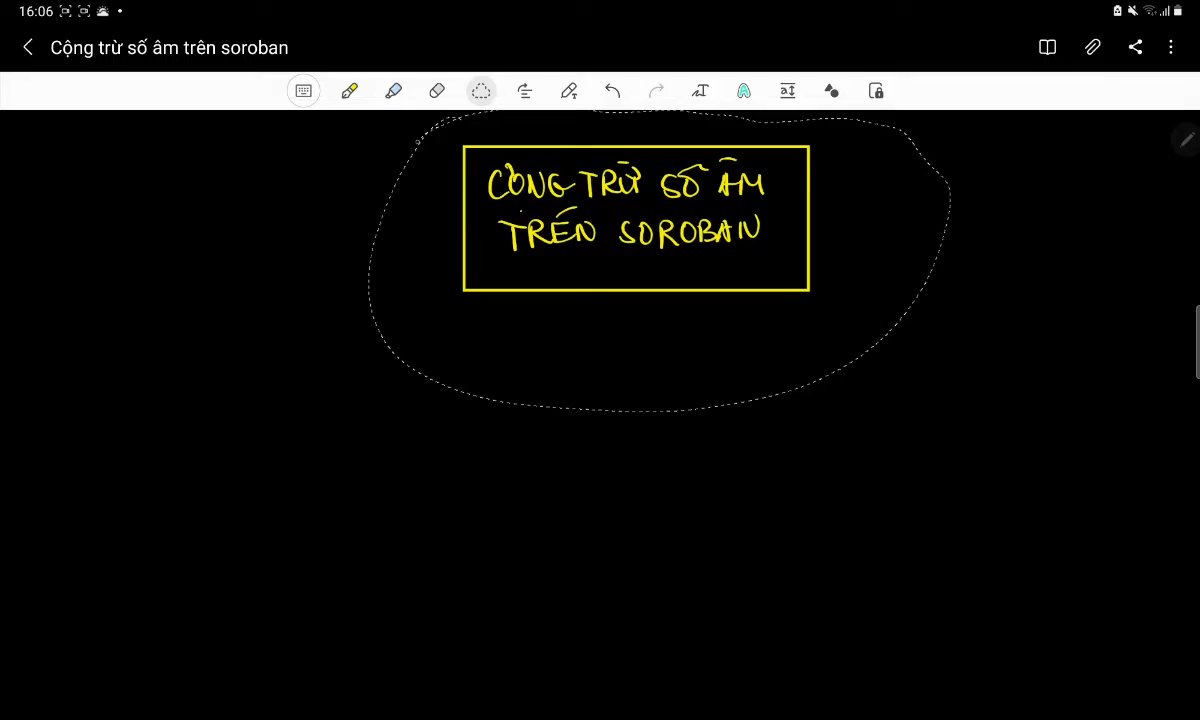 16:06
Cộng trừ số âm trên soroban
CỘNG TRỪ SỐ ÂM
TRÊN SOROBAN